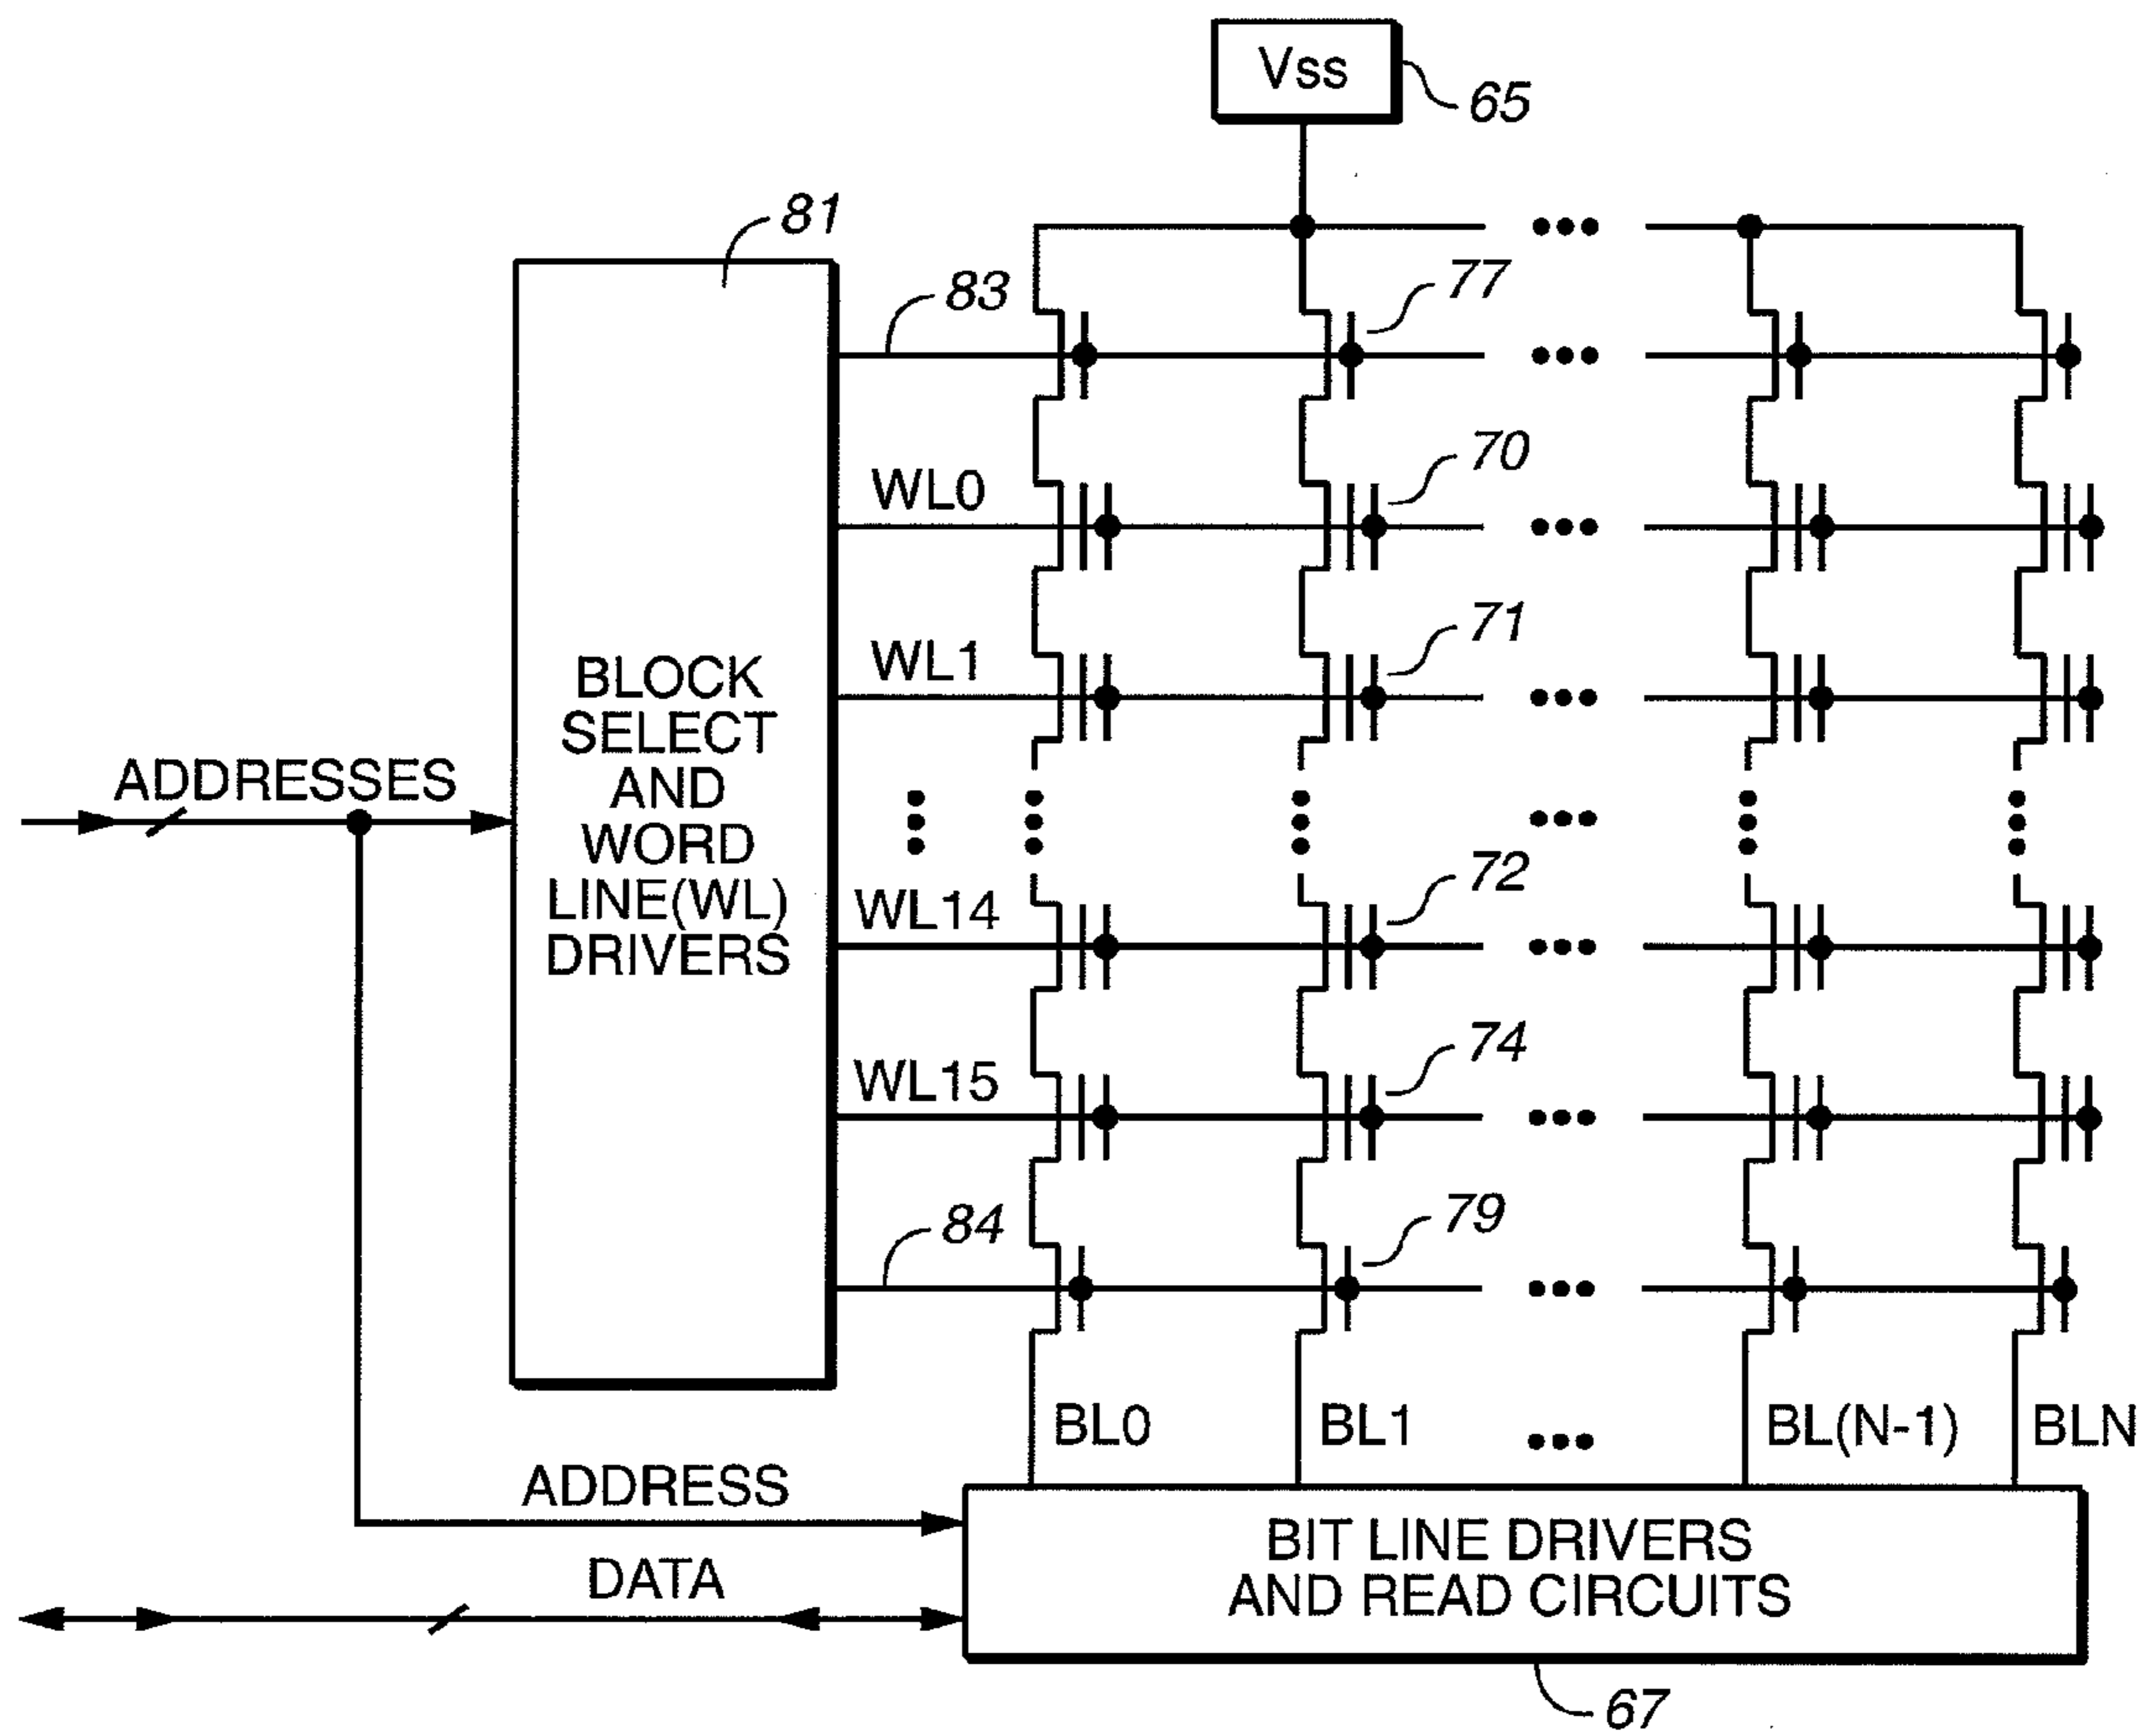 Vss
65
81
83
77
WL0
70
WL1
71
BLOCK
SELECT
AND
WORD
LINE(WL)
DRIVERS
ADDRESSES
WL14
72
WL15
74
84
79
BL0
BL1
BL(N-1)
BLN
ADDRESS
DATA
BIT LINE DRIVERS
AND READ CIRCUITS
67